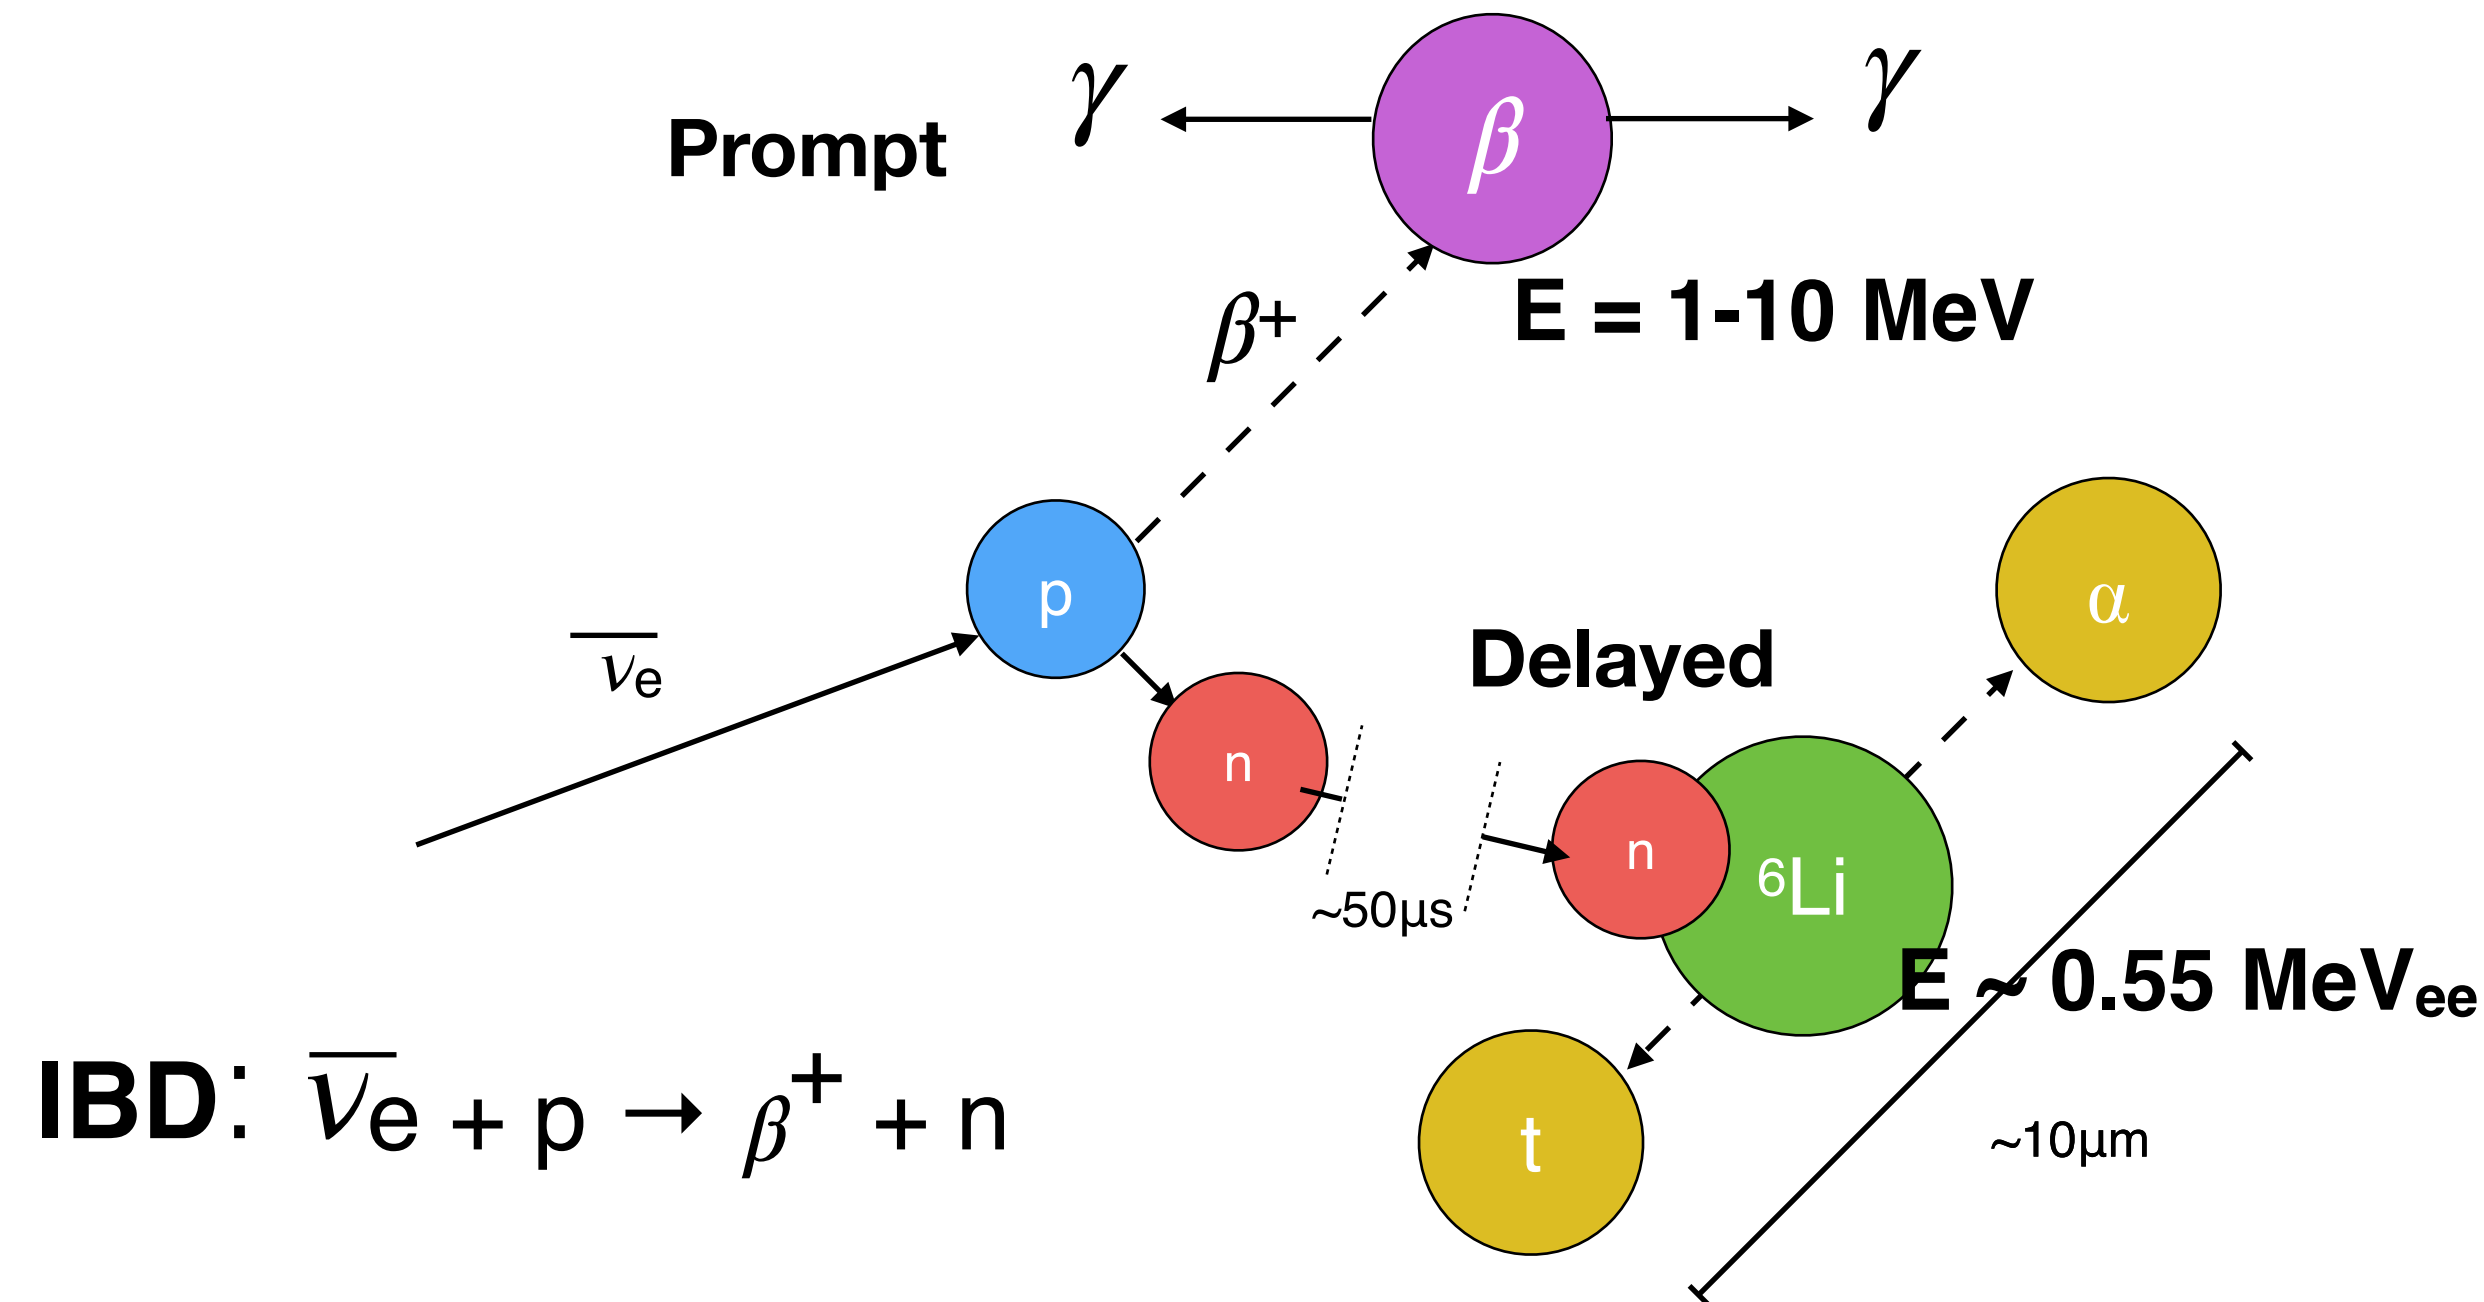 γ
β
γ
Prompt
E = 1-10 MeV
β⁺
p
α
ν̅ₑ
Delayed
n
n
⁶Li
~50μs
E ~ 0.55 MeVₑₑ
IBD: ν̅ₑ + p → β⁺ + n
t
~10μm